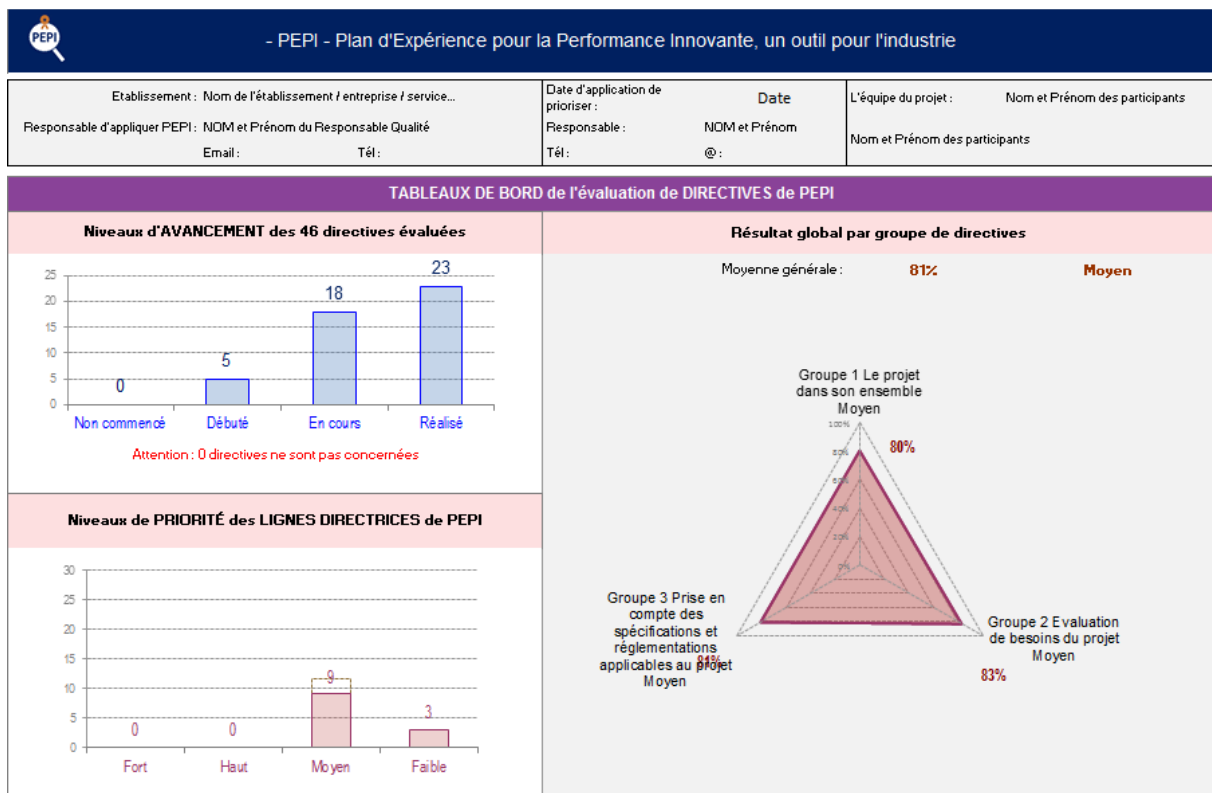 PEPI
- PEPI - Plan d'Expérience pour la Performance Innovante, un outil pour l'industrie
Etablissement : Nom de l'établissement / entreprise / service...
Responsable d'appliquer PEPI : NOM et Prénom du Responsable Qualité
Email : Tél :
Date d'application de
prioriser : Date
Responsable : NOM et Prénom
Tél : @ :
L'équipe du projet : Nom et Prénom des participants
Nom et Prénom des participants
TABLEAUX DE BORD de l'évaluation de DIRECTIVES de PEPI
Niveaux d'AVANCEMENT des 46 directives évaluées
25
20
15
10
5
0
0
5
18
23
Non commencé Débuté En cours Réalisé
Attention : 0 directives ne sont pas concernées
Niveaux de PRIORITÉ des LIGNES DIRECTRICES de PEPI
30
25
20
15
10
5
0
0
0
9
3
Fort Haut Moyen Faible
Résultat global par groupe de directives
Moyenne générale : 81% Moyen
Groupe 1 Le projet
dans son ensemble
Moyen
100%
80%
60%
40%
20%
0%
80%
Groupe 3 Prise en
compte des
spécifications et
réglementations
applicables au projet
Moyen
81%
Groupe 2 Evaluation
de besoins du projet
Moyen
83%